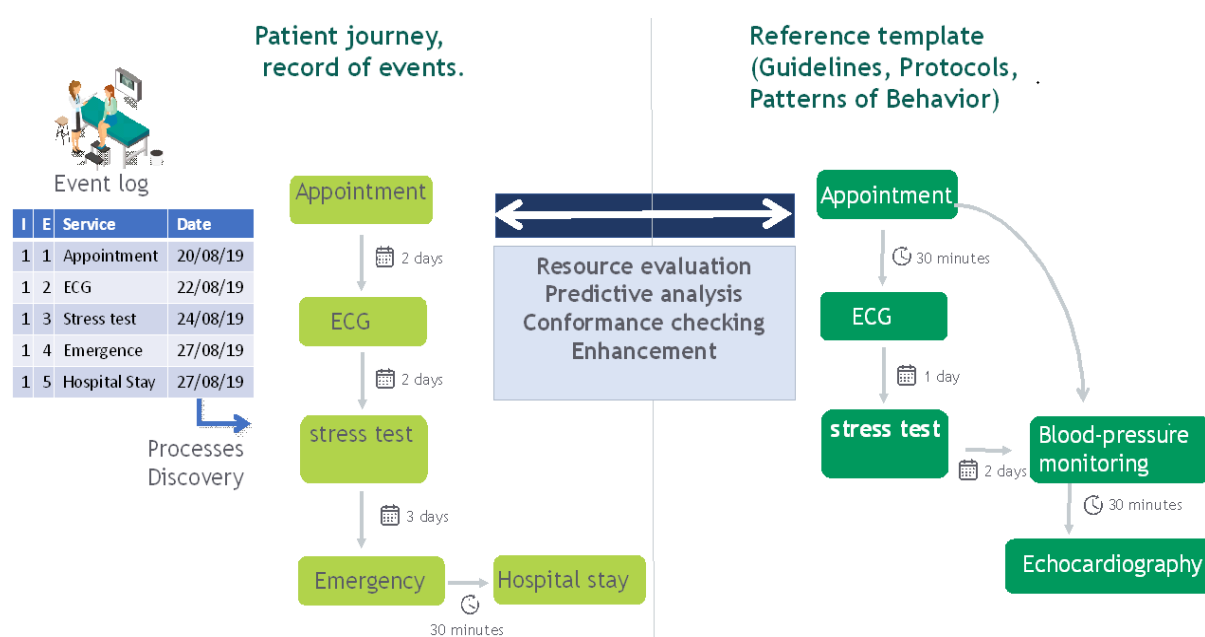 Patient journey,
record of events.
Reference template
(Guidelines, Protocols,
Patterns of Behavior)
Event log
I E Service Date
1 1 Appointment 20/08/19
1 2 ECG 22/08/19
1 3 Stress test 24/08/19
1 4 Emergence 27/08/19
1 5 Hospital Stay 27/08/19
Processes
Discovery
Appointment
2 days
ECG
2 days
stress test
3 days
Emergency
30 minutes
Hospital stay
Resource evaluation
Predictive analysis
Conformance checking
Enhancement
Appointment
30 minutes
ECG
1 day
stress test
2 days
Blood-pressure
monitoring
30 minutes
Echocardiography